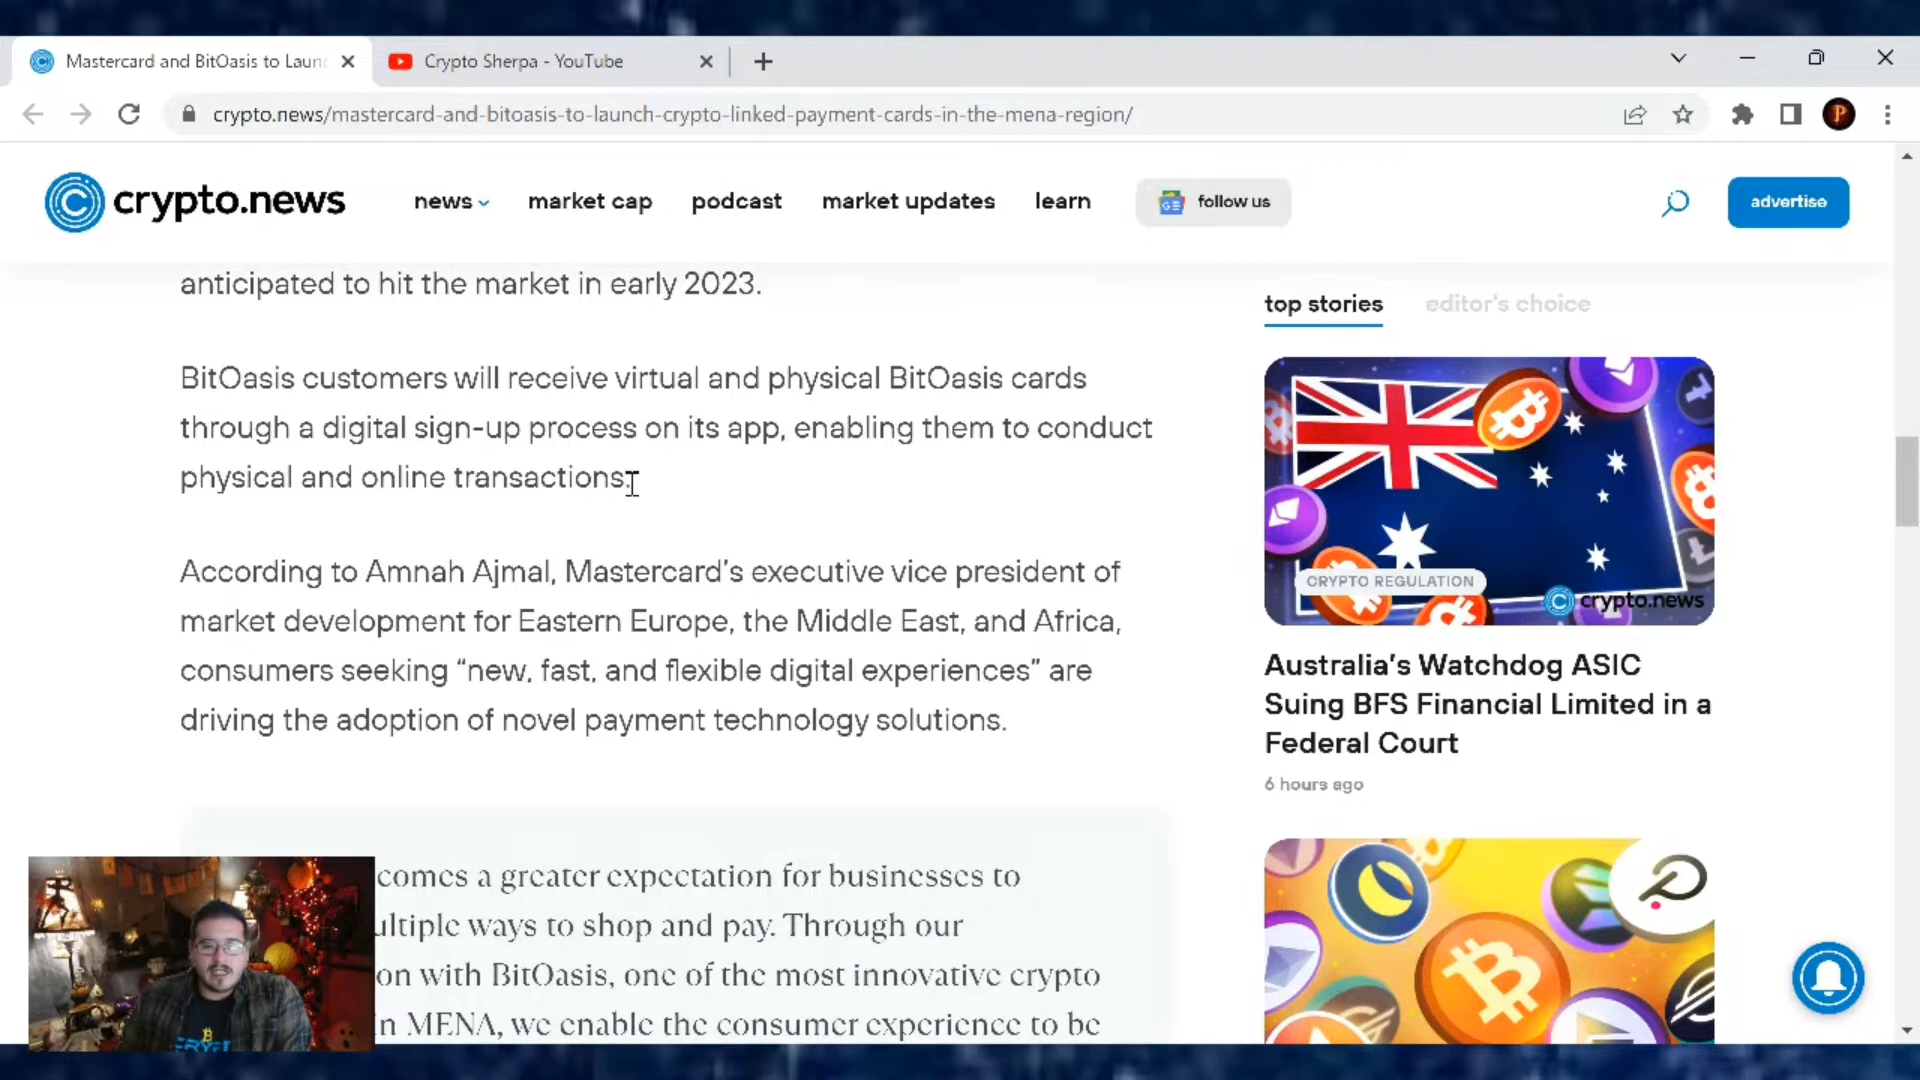 Mastercard and BitOasis to Laun
Crypto Sherpa - YouTube
crypto.news/mastercard-and-bitoasis-to-launch-crypto-linked-payment-cards-in-the-mena-region/
P
crypto.news
news
market cap
podcast
market updates
learn
GE
follow us
advertise
anticipated to hit the market in early 2023.
BitOasis customers will receive virtual and physical BitOasis cards
through a digital sign-up process on its app, enabling them to conduct
physical and online transactions.
According to Amnah Ajmal, Mastercard's executive vice president of
market development for Eastern Europe, the Middle East, and Africa,
consumers seeking “new, fast, and flexible digital experiences” are
driving the adoption of novel payment technology solutions.
comes a greater expectation for businesses to
ultiple ways to shop and pay. Through our
on with BitOasis, one of the most innovative crypto
in MENA, we enable the consumer experience to be
top stories
editor's choice
CRYPTO REGULATION
crypto.news
Australia's Watchdog ASIC
Suing BFS Financial Limited in a
Federal Court
6 hours ago